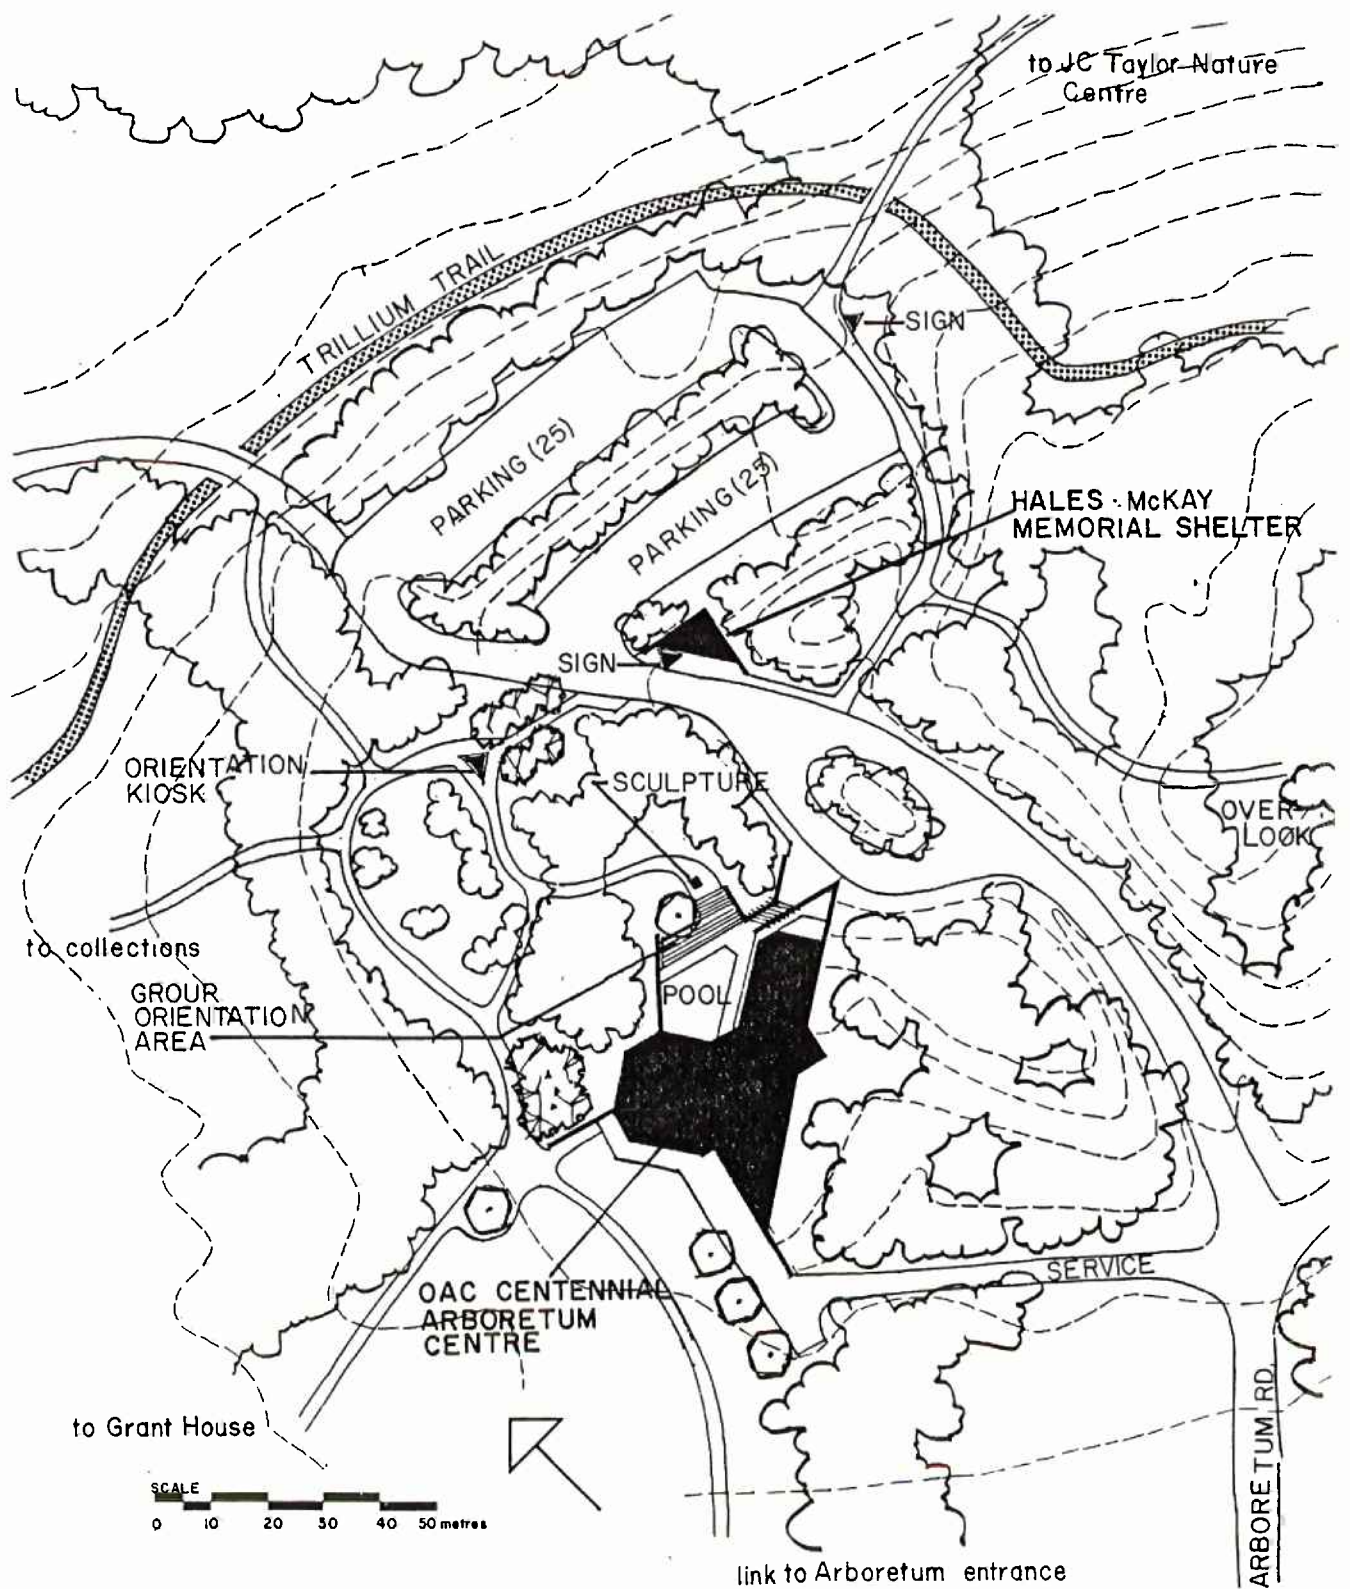 to JC Taylor Nature
Centre
TRILLIUM TRAIL
SIGN
PARKING (25)
PARKING (25)
HALES · McKAY
MEMORIAL SHELTER
SIGN
ORIENTATION
KIOSK
SCULPTURE
OVER-
LOOK
to collections
GROUP
ORIENTATION
AREA
POOL
OAC CENTENNIAL
ARBORETUM
CENTRE
SERVICE
to Grant House
ARBORETUM RD.
SCALE
0 10 20 30 40 50 metres
link to Arboretum entrance